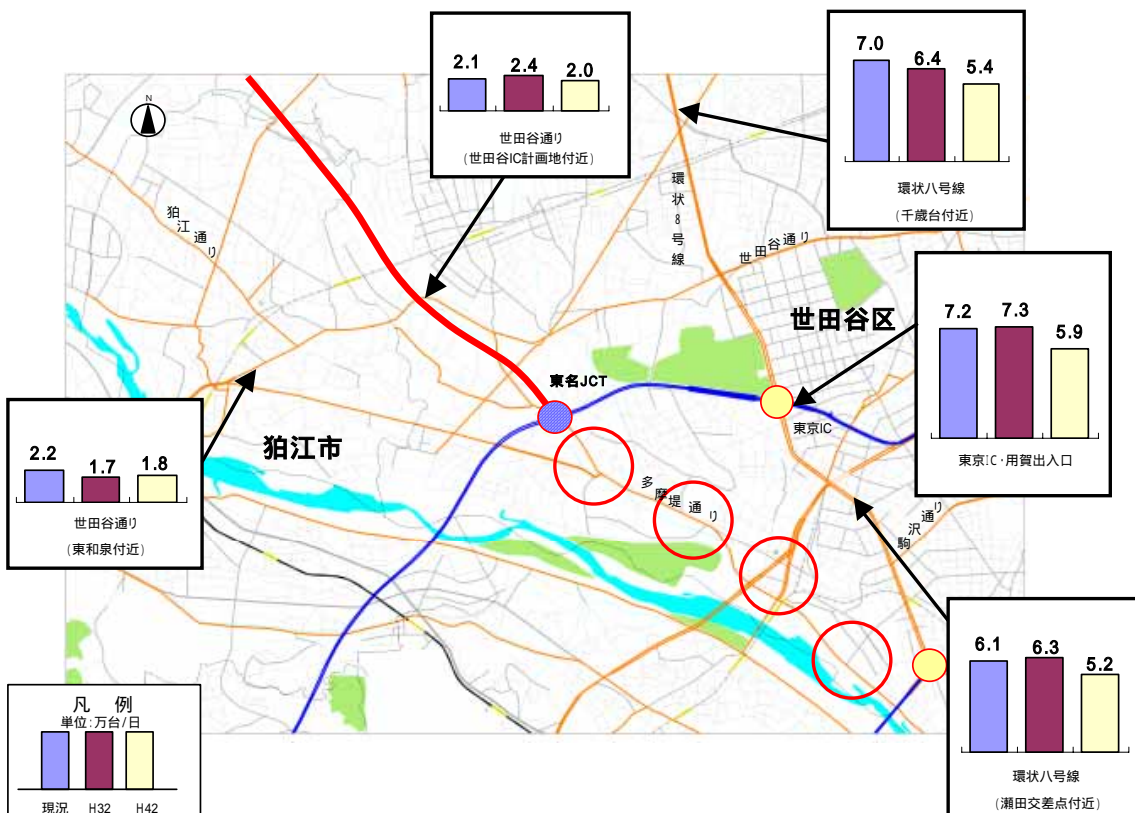 2.1 2.4 2.0
世田谷通り
(世田谷IC計画地付近)
7.0 6.4 5.4
環状八号線
(千歳台付近)
N
狛江通り
環状8号線
世田谷通り
世田谷区
7.2 7.3 5.9
東京IC・用賀出入口
東名JCT
東京IC
狛江市
2.2 1.7 1.8
世田谷通り
(東和泉付近)
多摩堤通り
駒沢通り
6.1 6.3 5.2
環状八号線
(瀬田交差点付近)
凡 例
単位:万台/日
現況 H32 H42